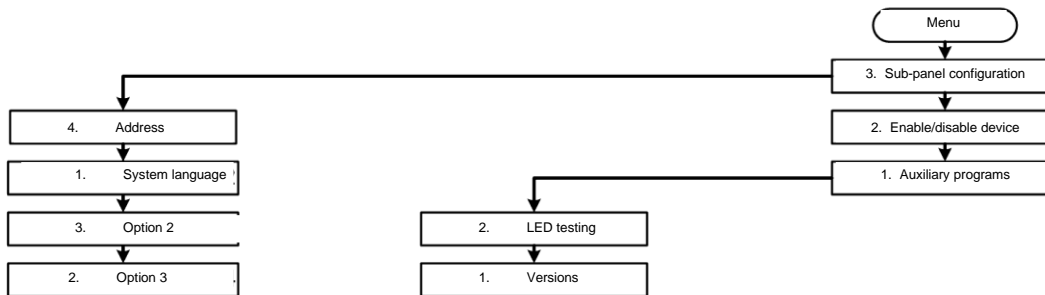 Menu
3. Sub-panel configuration
4. Address
2. Enable/disable device
1. System language
1. Auxiliary programs
3. Option 2
2. LED testing
2. Option 3
1. Versions